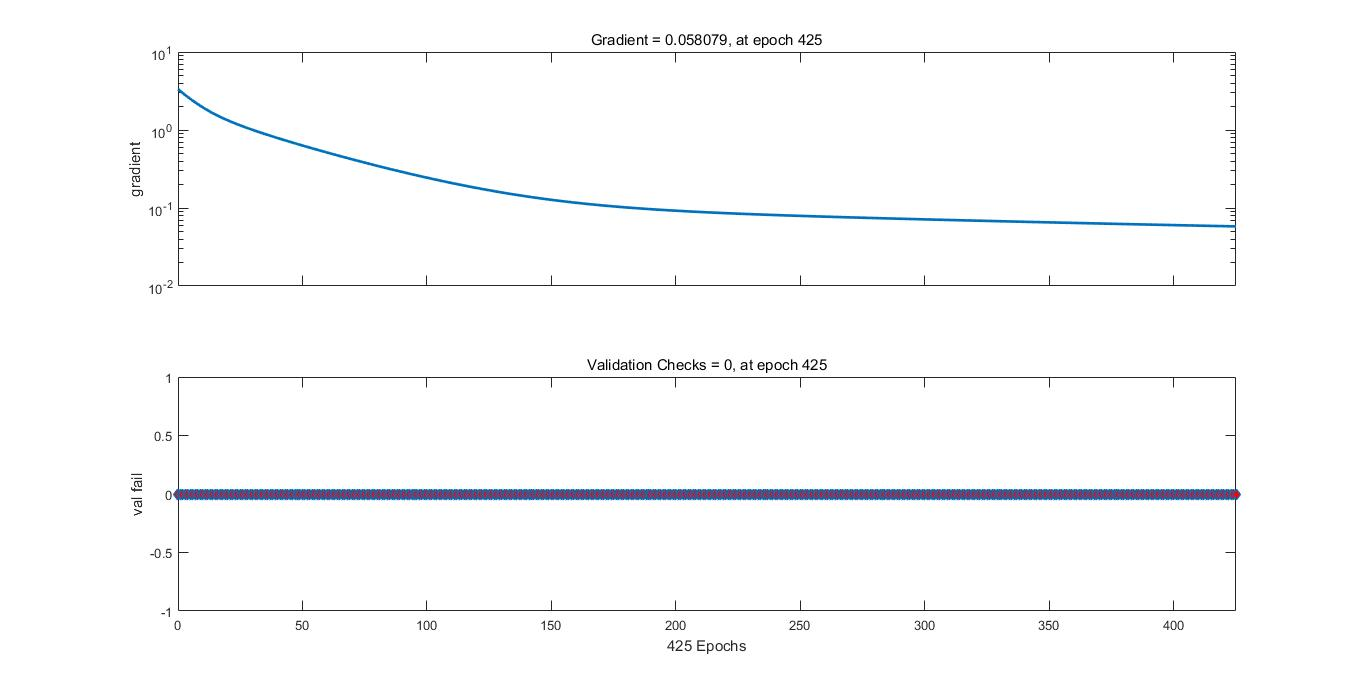 Gradient = 0.058079, at epoch 425
10^1
10^0
10^-1
10^-2
gradient
Validation Checks = 0, at epoch 425
1
0.5
0
-0.5
-1
val fail
0 50 100 150 200 250 300 350 400
425 Epochs